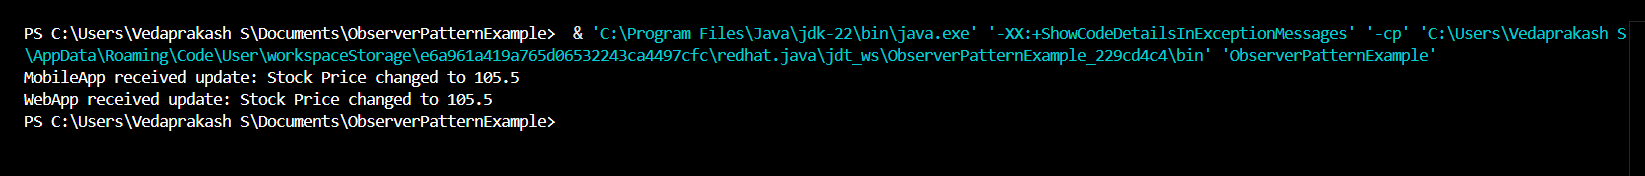 PS C:\Users\Vedaprakash S\Documents\ObserverPatternExample>  & 'C:\Program Files\Java\jdk-22\bin\java.exe' '-XX:+ShowCodeDetailsInExceptionMessages' '-cp' 'C:\Users\Vedaprakash S
\AppData\Roaming\Code\User\workspaceStorage\e6a961a419a765d06532243ca4497cfc\redhat.java\jdt_ws\ObserverPatternExample_229cd4c4\bin' 'ObserverPatternExample'
MobileApp received update: Stock Price changed to 105.5
WebApp received update: Stock Price changed to 105.5
PS C:\Users\Vedaprakash S\Documents\ObserverPatternExample>